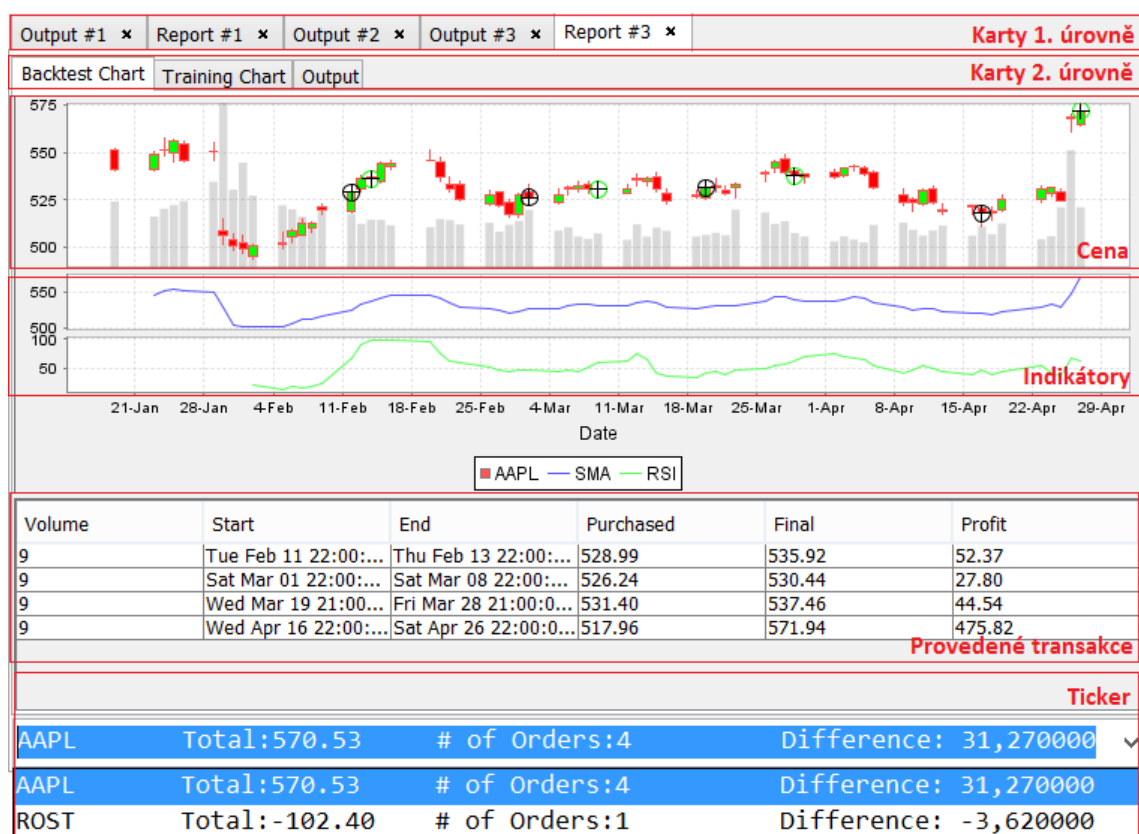 Output #1 × Report #1 × Output #2 × Output #3 × Report #3 × Karty 1. úrovně
Backtest Chart Training Chart Output Karty 2. úrovně
575
550
525
500
Cena
550
500
100
50
Indikátory
21-Jan 28-Jan 4-Feb 11-Feb 18-Feb 25-Feb 4-Mar 11-Mar 18-Mar 25-Mar 1-Apr 8-Apr 15-Apr 22-Apr 29-Apr
Date
AAPL SMA RSI
Volume Start End Purchased Final Profit
9 Tue Feb 11 22:00:... Thu Feb 13 22:00:... 528.99 535.92 52.37
9 Sat Mar 01 22:00:... Sat Mar 08 22:00:... 526.24 530.44 27.80
9 Wed Mar 19 21:00... Fri Mar 28 21:00:0... 531.40 537.46 44.54
9 Wed Apr 16 22:00:... Sat Apr 26 22:00:0... 517.96 571.94 475.82
Provedené transakce
Ticker
AAPL Total:570.53 # of Orders:4 Difference: 31,270000
AAPL Total:570.53 # of Orders:4 Difference: 31,270000
ROST Total:-102.40 # of Orders:1 Difference: -3,620000